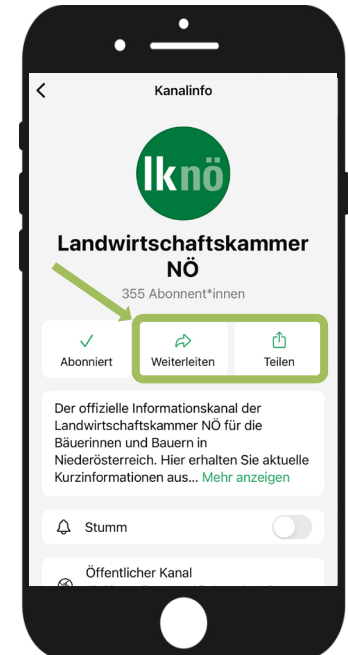 Kanalinfo
lknö
Landwirtschaftskammer
NÖ
355 Abonnent*innen
Abonniert
Weiterleiten
Teilen
Der offizielle Informationskanal der
Landwirtschaftskammer NÖ für die
Bäuerinnen und Bauern in
Niederösterreich. Hier erhalten Sie aktuelle
Kurzinformationen aus... Mehr anzeigen
Stumm
Öffentlicher Kanal